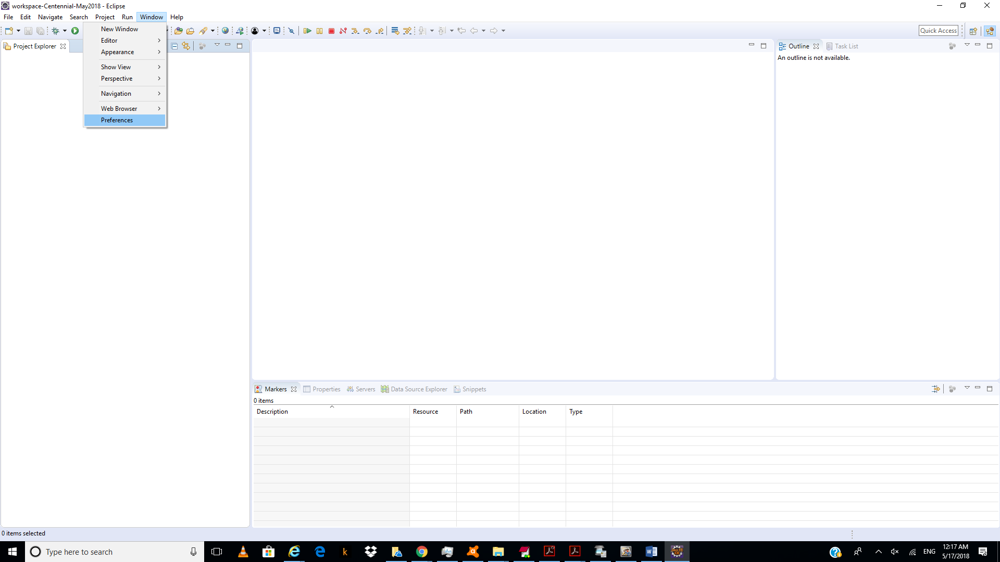 workspace-Centennial-May2018 - Eclipse
File Edit Navigate Search Project Run Window Help
Quick Access
New Window
Editor
Appearance
Show View
Perspective
Navigation
Web Browser
Preferences
Project Explorer
Outline Task List
An outline is not available.
Markers Properties Servers Data Source Explorer Snippets
0 items
Description Resource Path Location Type
0 items selected
Type here to search
JAVA EE
IDE
ENG
12:17 AM
5/17/2018